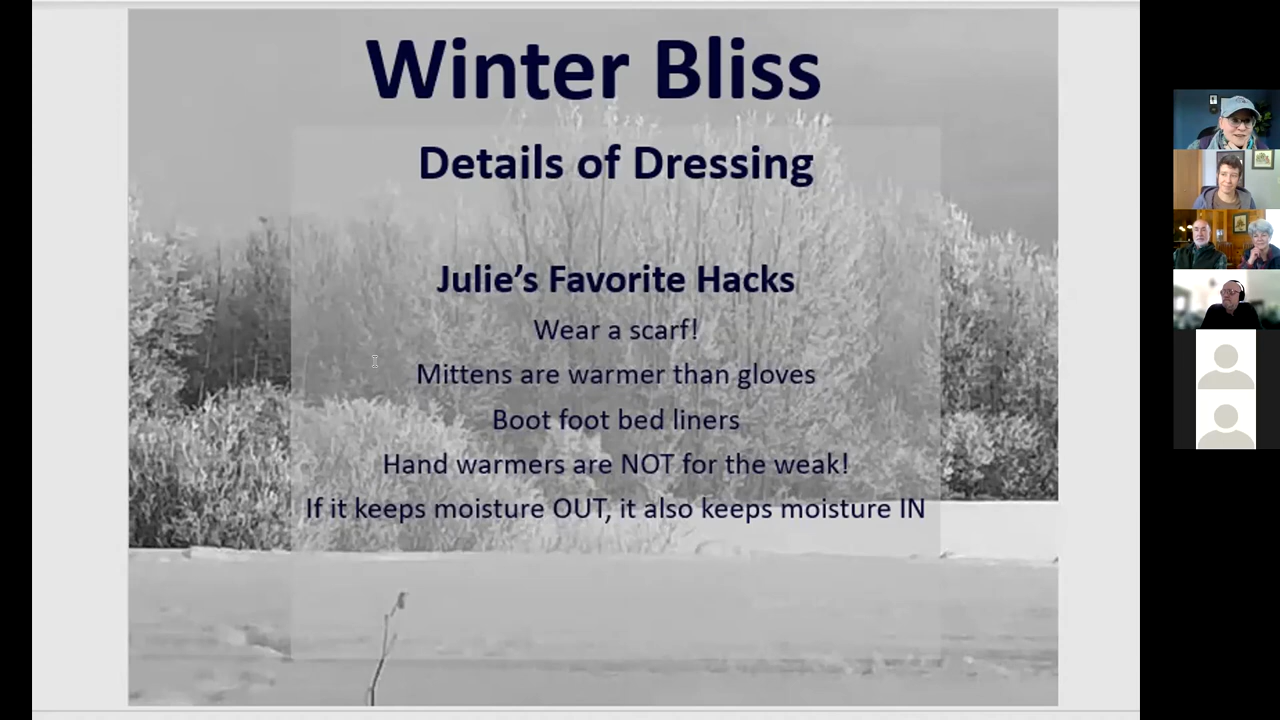 Winter Bliss
Details of Dressing
Julie’s Favorite Hacks
Wear a scarf!
Mittens are warmer than gloves
Boot foot bed liners
Hand warmers are NOT for the weak!
If it keeps moisture OUT, it also keeps moisture IN